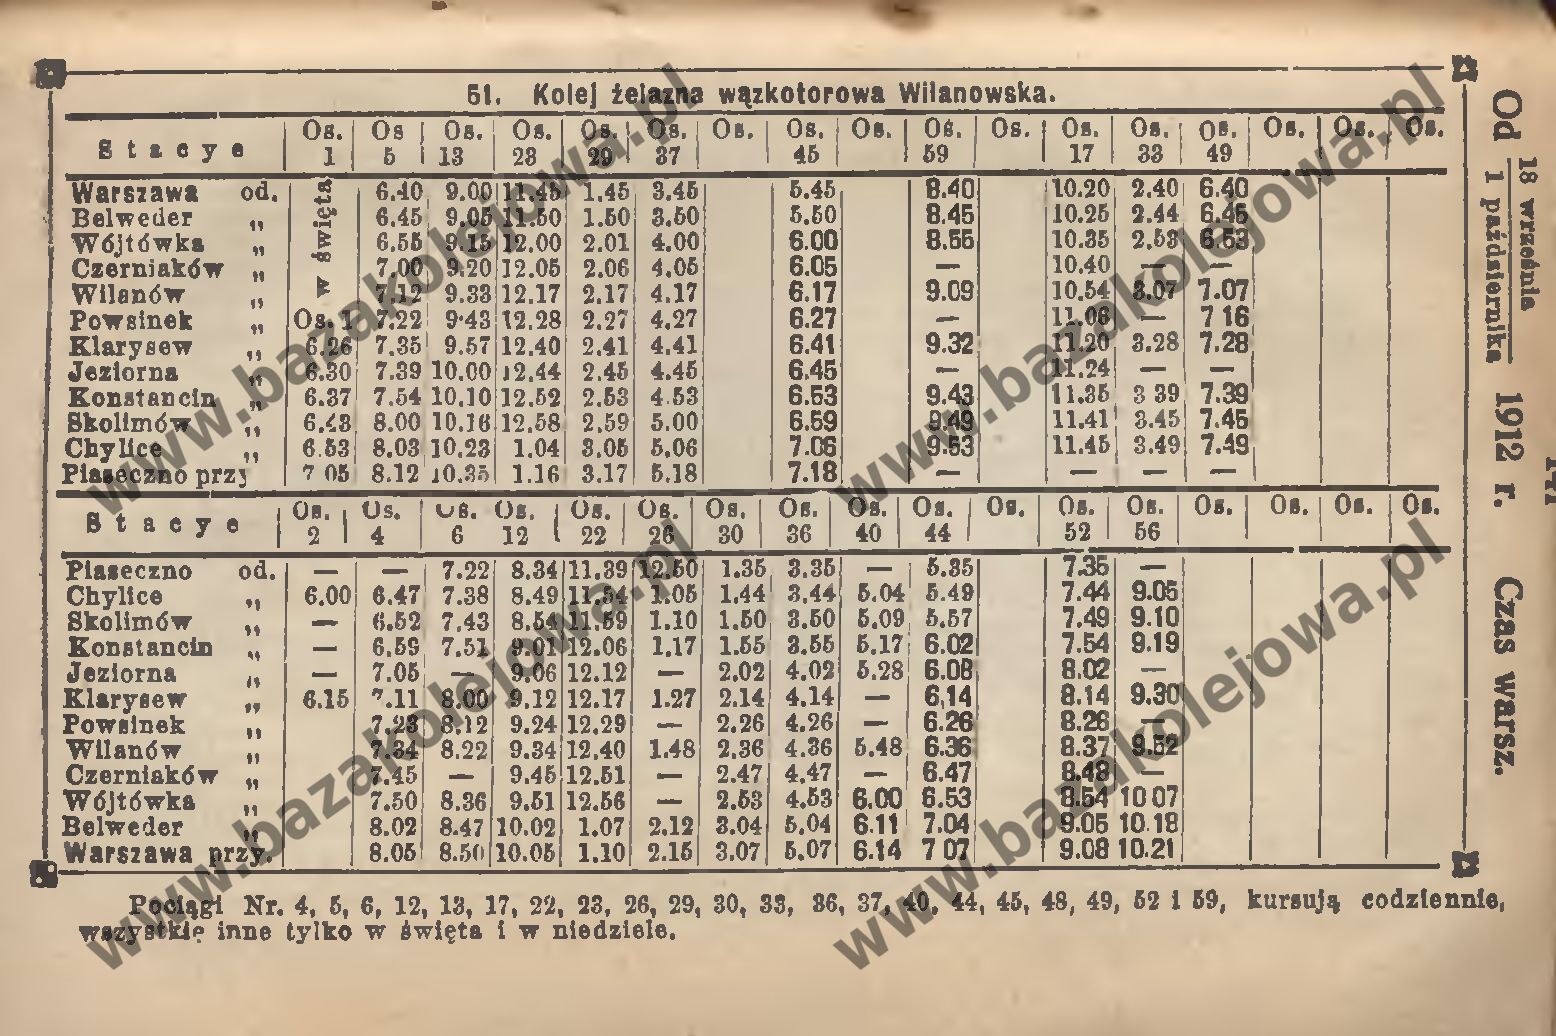 51. Kolej żelazna wązkotorowa Wilanowska.
Stacye Os. 1 Os 5 Os. 13 Os. 23 Os. 29 Os. 37 Os. Os. 45 Os. Os. 59 Os. Os. 17 Os. 33 Os. 49 Os. Os. Os.
Warszawa od. w święta 6.40 9.00 11.45 1.45 3.45 5.45 8.40 10.20 2.40 6.40
Belweder „ 6.45 9.05 11.50 1.50 3.50 5.50 8.45 10.25 2.44 6.45
Wójtówka „ 6.55 9.15 12.00 2.01 4.00 6.00 8.55 10.35 2.53 6.53
Czerniaków „ 7.00 9.20 12.05 2.06 4.05 6.05 — 10.40 — —
Wilanów „ 7.12 9.33 12.17 2.17 4.17 6.17 9.09 10.54 3.07 7.07
Powsinek „ Os. 1 7.22 9.43 12.28 2.27 4.27 6.27 — 11.06 — 7 16
Klarysew „ 6.26 7.35 9.57 12.40 2.41 4.41 6.41 9.32 11.20 3.28 7.28
Jeziorna „ 6.30 7.39 10.00 12.44 2.45 4.45 6.45 — 11.24 — —
Konstancin „ 6.37 7.54 10.10 12.52 2.53 4.53 6.53 9.43 11.35 3 39 7.39
Skolimów „ 6.43 8.00 10.16 12.58 2.59 5.00 6.59 9.49 11.41 3.45 7.45
Chylice „ 6.53 8.03 10.23 1.04 3.05 5.06 7.06 9.53 11.45 3.49 7.49
Piaseczno przy 7 05 8.12 10.35 1.16 3.17 5.18 7.18 — — — —
Stacye Os. 2 Os. 4 Os. 6 Os. 12 Os. 22 Os. 26 Os. 30 Os. 36 Os. 40 Os. 44 Os. Os. 52 Os. 56 Os. Os. Os. Os.
Piaseczno od. — — 7.22 8.34 11.39 12.50 1.35 3.35 — 5.35 7.35 —
Chylice „ 6.00 6.47 7.38 8.49 11.54 1.05 1.44 3.44 5.04 5.49 7.44 9.05
Skolimów „ — 6.52 7.43 8.54 11.59 1.10 1.50 3.50 5.09 5.57 7.49 9.10
Konstancin „ — 6.59 7.51 9.01 12.06 1.17 1.55 3.55 5.17 6.02 7.54 9.19
Jeziorna „ — 7.05 — 9.06 12.12 — 2.02 4.02 5.28 6.08 8.02 —
Klarysew „ 6.15 7.11 8.00 9.12 12.17 1.27 2.14 4.14 — 6,14 8.14 9.30
Powsinek „ 7.23 8.12 9.24 12.29 — 2.26 4.26 — 6.26 8.26 —
Wilanów „ 7.34 8.22 9.34 12.40 1.48 2.36 4.36 5.48 6.36 8.37 9.52
Czerniaków „ 7.45 — 9.45 12.51 — 2.47 4.47 — 6.47 8.48 —
Wójtówka „ 7.50 8.36 9.51 12.56 — 2.53 4.53 6.00 6.53 8.54 10 07
Belweder „ 8.02 8.47 10.02 1.07 2.12 3.04 5.04 6.11 7.04 9.05 10.18
Warszawa przy. 8.05 8.50 10.05 1.10 2.15 3.07 5.07 6.14 7 07 9.08 10.21
Pociągi Nr. 4, 5, 6, 12, 13, 17, 22, 23, 26, 29, 30, 33, 36, 37, 40, 44, 45, 48, 49, 52 i 59, kursują codziennie,
wszystkie inne tylko w święta i w niedziele.
Od 18 września
1 października 1912 r. Czas warsz.
141
www.bazakolejowa.pl
www.bazakolejowa.pl
www.bazakolejowa.pl
www.bazakolejowa.pl